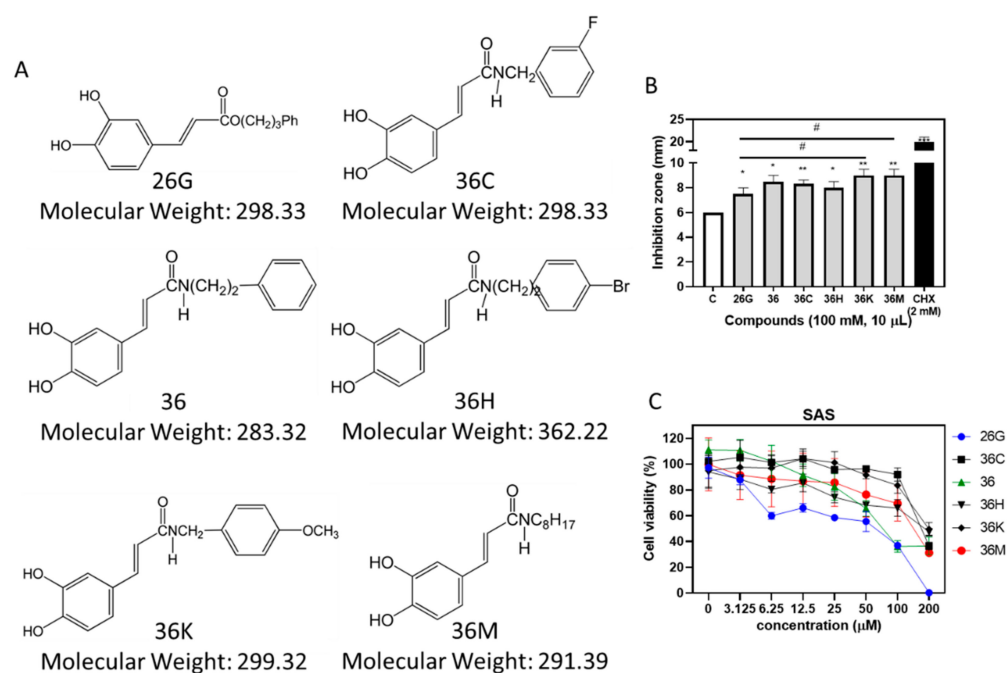 A
HO
HO
O
CO(CH₂)₃Ph
26G
Molecular Weight: 298.33
F
O
NCH₂
H
HO
HO
36C
Molecular Weight: 298.33
O
N(CH₂)₂
H
HO
HO
36
Molecular Weight: 283.32
O
N(CH₂)₂
H
Br
HO
HO
36H
Molecular Weight: 362.22
O
NCH₂
H
OCH₃
HO
HO
36K
Molecular Weight: 299.32
O
NC₈H₁₇
H
HO
HO
36M
Molecular Weight: 291.39
B
Inhibition zone (mm)
25
20
15
10
8
6
4
2
0
#
#
*
*
**
*
**
**
***
C 26G 36 36C 36H 36K 36M CHX
(2 mM)
Compounds (100 mM, 10 μL)
C
SAS
Cell viability (%)
120
100
80
60
40
20
0
0 3.125 6.25 12.5 25 50 100 200
concentration (μM)
26G
36C
36
36H
36K
36M